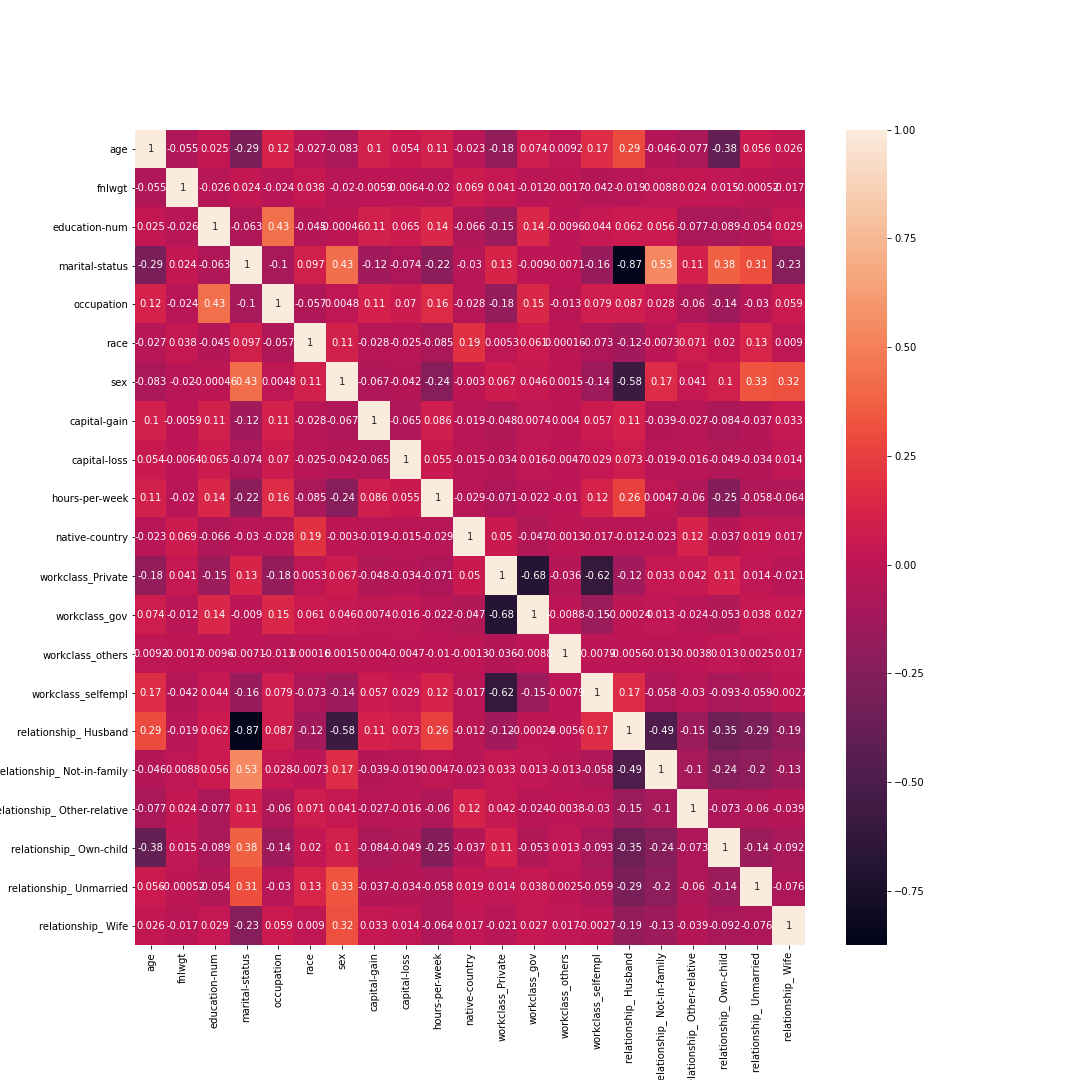 age 1 -0.055 0.025 -0.29 0.12 -0.027 -0.083 0.1 0.054 0.11 -0.023 -0.18 0.074 0.0092 0.17 0.29 -0.046 -0.077 -0.38 0.056 0.026
fnlwgt -0.055 1 -0.026 0.024 -0.024 0.038 -0.02 -0.0059 -0.0064 -0.02 0.069 0.041 -0.012 -0.0017 -0.042 -0.019 0.0088 0.024 0.015 -0.00052 -0.017
education-num 0.025 -0.026 1 -0.063 0.43 -0.045 -0.00046 0.11 0.065 0.14 -0.066 -0.15 0.14 -0.0096 0.044 0.062 0.056 -0.077 -0.089 -0.054 0.029
marital-status -0.29 0.024 -0.063 1 -0.1 0.097 0.43 -0.12 -0.074 -0.22 -0.03 0.13 -0.009 -0.0071 -0.16 -0.87 0.53 0.11 0.38 0.31 -0.23
occupation 0.12 -0.024 0.43 -0.1 1 -0.057 0.0048 0.11 0.07 0.16 -0.028 -0.18 0.15 -0.013 0.079 0.087 0.028 -0.06 -0.14 -0.03 0.059
race -0.027 0.038 -0.045 0.097 -0.057 1 0.11 -0.028 -0.025 -0.085 0.19 0.0053 0.061 0.00016 -0.073 -0.12 -0.0073 0.071 0.02 0.13 0.009
sex -0.083 -0.02 -0.00046 0.43 0.0048 0.11 1 -0.067 -0.042 -0.24 -0.003 0.067 0.046 0.0015 -0.14 -0.58 0.17 0.041 0.1 0.33 0.32
capital-gain 0.1 -0.0059 0.11 -0.12 0.11 -0.028 -0.067 1 -0.065 0.086 -0.019 -0.048 0.0074 0.004 0.057 0.11 -0.039 -0.027 -0.084 -0.037 0.033
capital-loss 0.054 -0.0064 0.065 -0.074 0.07 -0.025 -0.042 -0.065 1 0.055 -0.015 -0.034 0.016 -0.0047 0.029 0.073 -0.019 -0.016 -0.049 -0.034 0.014
hours-per-week 0.11 -0.02 0.14 -0.22 0.16 -0.085 -0.24 0.086 0.055 1 -0.029 -0.071 -0.022 -0.01 0.12 0.26 0.0047 -0.06 -0.25 -0.058 -0.064
native-country -0.023 0.069 -0.066 -0.03 -0.028 0.19 -0.003 -0.019 -0.015 -0.029 1 0.05 -0.047 -0.0013 -0.017 -0.012 -0.023 0.12 -0.037 0.019 0.017
workclass_Private -0.18 0.041 -0.15 0.13 -0.18 0.0053 0.067 -0.048 -0.034 -0.071 0.05 1 -0.68 -0.036 -0.62 -0.12 0.033 0.042 0.11 0.014 -0.021
workclass_gov 0.074 -0.012 0.14 -0.009 0.15 0.061 0.046 0.0074 0.016 -0.022 -0.047 -0.68 1 -0.0088 -0.15 -0.00024 0.013 -0.024 -0.053 0.038 0.027
workclass_others 0.0092 -0.0017 -0.0096 -0.0071 -0.013 0.00016 0.0015 0.004 -0.0047 -0.01 -0.0013 -0.036 -0.0088 1 -0.0079 -0.0056 -0.013 -0.0038 0.013 0.0025 0.017
workclass_selfempl 0.17 -0.042 0.044 -0.16 0.079 -0.073 -0.14 0.057 0.029 0.12 -0.017 -0.62 -0.15 -0.0079 1 0.17 -0.058 -0.03 -0.093 -0.059 -0.0027
relationship_ Husband 0.29 -0.019 0.062 -0.87 0.087 -0.12 -0.58 0.11 0.073 0.26 -0.012 -0.12 -0.00024 -0.0056 0.17 1 -0.49 -0.15 -0.35 -0.29 -0.19
elationship_ Not-in-family -0.046 0.0088 0.056 0.53 0.028 -0.0073 0.17 -0.039 -0.019 0.0047 -0.023 0.033 0.013 -0.013 -0.058 -0.49 1 -0.1 -0.24 -0.2 -0.13
elationship_ Other-relative -0.077 0.024 -0.077 0.11 -0.06 0.071 0.041 -0.027 -0.016 -0.06 0.12 0.042 -0.024 -0.0038 -0.03 -0.15 -0.1 1 -0.073 -0.06 -0.039
relationship_ Own-child -0.38 0.015 -0.089 0.38 -0.14 0.02 0.1 -0.084 -0.049 -0.25 -0.037 0.11 -0.053 0.013 -0.093 -0.35 -0.24 -0.073 1 -0.14 -0.092
relationship_ Unmarried 0.056 -0.00052 -0.054 0.31 -0.03 0.13 0.33 -0.037 -0.034 -0.058 0.019 0.014 0.038 0.0025 -0.059 -0.29 -0.2 -0.06 -0.14 1 -0.076
relationship_ Wife 0.026 -0.017 0.029 -0.23 0.059 0.009 0.32 0.033 0.014 -0.064 0.017 -0.021 0.027 0.017 -0.0027 -0.19 -0.13 -0.039 -0.092 -0.076 1
age
fnlwgt
education-num
marital-status
occupation
race
sex
capital-gain
capital-loss
hours-per-week
native-country
workclass_Private
workclass_gov
workclass_others
workclass_selfempl
relationship_ Husband
elationship_ Not-in-family
lationship_ Other-relative
relationship_ Own-child
relationship_ Unmarried
relationship_ Wife
1.00
0.75
0.50
0.25
0.00
−0.25
−0.50
−0.75